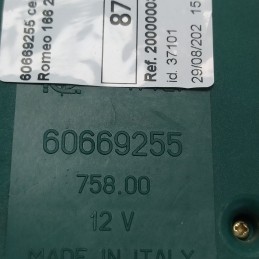 60669255 ce
Romeo 166 2
87
Ref. 2000000
id. 37101
29/08/202 15
60669255
758.00
12 V
MADE IN ITALY